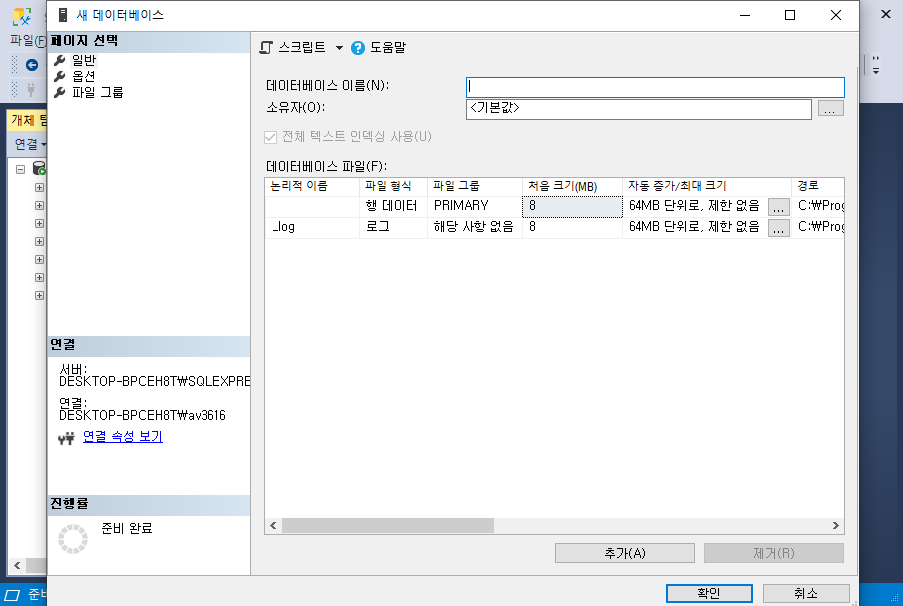 새 데이터베이스
파일(F)
페이지 선택
일반
옵션
파일 그룹
스크립트
도움말
데이터베이스 이름(N):
소유자(O):
<기본값>
...
전체 텍스트 인덱싱 사용(U)
데이터베이스 파일(F):
논리적 이름 파일 형식 파일 그룹 처음 크기(MB) 자동 증가/최대 크기 경로
행 데이터 PRIMARY 8 64MB 단위로, 제한 없음 ... C:₩Prog
_log 로그 해당 사항 없음 8 64MB 단위로, 제한 없음 ... C:₩Prog
개체
연결
연결
서버:
DESKTOP-BPCEH8T₩SQLEXPRE
연결:
DESKTOP-BPCEH8T₩av3616
연결 속성 보기
진행률
준비 완료
추가(A) 제거(R)
확인 취소